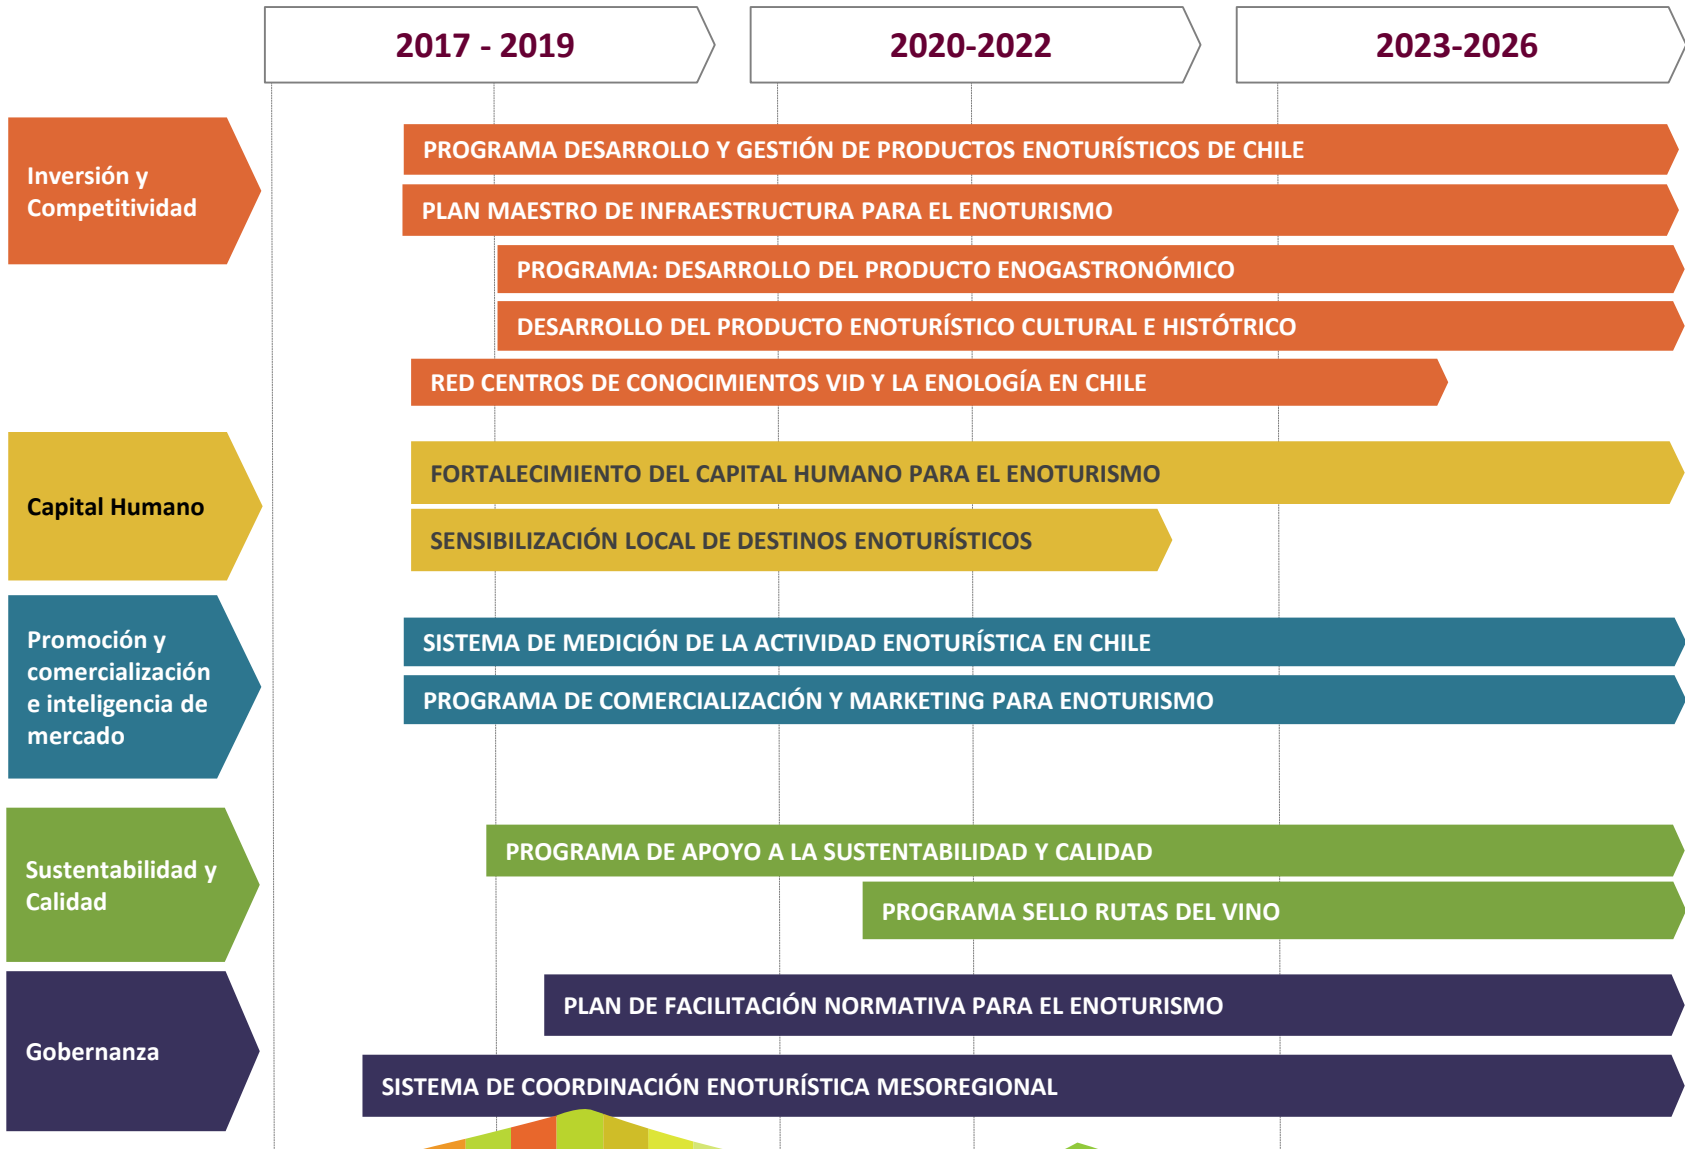 2017 - 2019
2020-2022
2023-2026
Inversión y
Competitividad
PROGRAMA DESARROLLO Y GESTIÓN DE PRODUCTOS ENOTURÍSTICOS DE CHILE
PLAN MAESTRO DE INFRAESTRUCTURA PARA EL ENOTURISMO
PROGRAMA: DESARROLLO DEL PRODUCTO ENOGASTRONÓMICO
DESARROLLO DEL PRODUCTO ENOTURÍSTICO CULTURAL E HISTÓTRICO
RED CENTROS DE CONOCIMIENTOS VID Y LA ENOLOGÍA EN CHILE
Capital Humano
FORTALECIMIENTO DEL CAPITAL HUMANO PARA EL ENOTURISMO
SENSIBILIZACIÓN LOCAL DE DESTINOS ENOTURÍSTICOS
Promoción y
comercialización
e inteligencia de
mercado
SISTEMA DE MEDICIÓN DE LA ACTIVIDAD ENOTURÍSTICA EN CHILE
PROGRAMA DE COMERCIALIZACIÓN Y MARKETING PARA ENOTURISMO
Sustentabilidad y
Calidad
PROGRAMA DE APOYO A LA SUSTENTABILIDAD Y CALIDAD
PROGRAMA SELLO RUTAS DEL VINO
Gobernanza
PLAN DE FACILITACIÓN NORMATIVA PARA EL ENOTURISMO
SISTEMA DE COORDINACIÓN ENOTURÍSTICA MESOREGIONAL